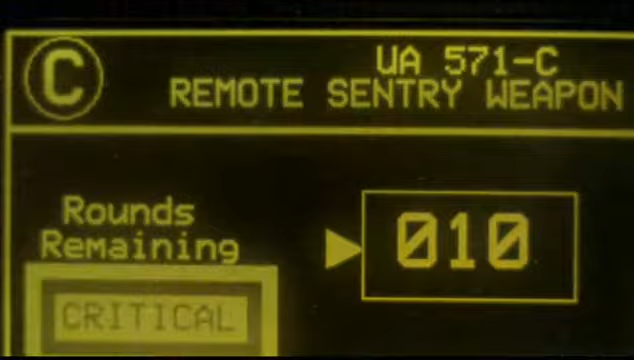 C
UA 571-C
REMOTE SENTRY WEAPON
Rounds
Remaining
010
CRITICAL